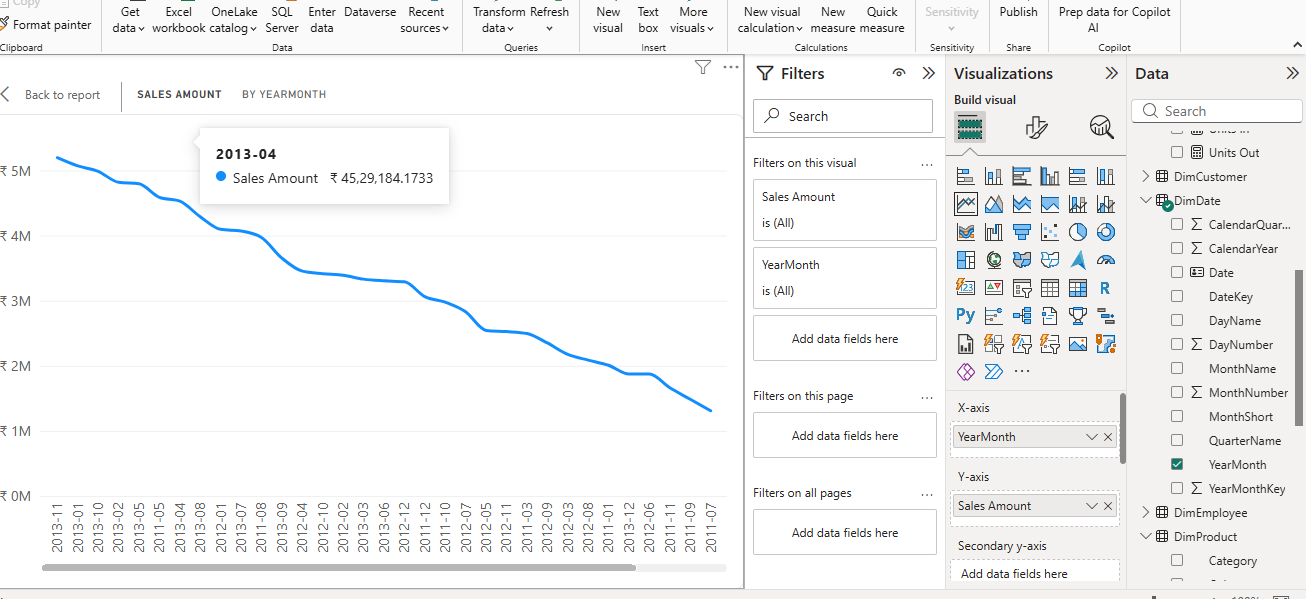 Copy
Format painter
Clipboard
Get data
Excel workbook
OneLake catalog
SQL Server
Enter data
Dataverse
Recent sources
Data
Transform data
Refresh
Queries
New visual
Text box
More visuals
Insert
New visual calculation
New measure
Quick measure
Calculations
Sensitivity
Sensitivity
Publish
Share
Prep data for Copilot AI
Copilot
Back to report
SALES AMOUNT
BY YEARMONTH
2013-04
Sales Amount ₹ 45,29,184.1733
₹ 5M
₹ 4M
₹ 3M
₹ 2M
₹ 1M
₹ 0M
2013-11
2013-01
2013-10
2013-02
2013-05
2011-05
2013-04
2013-08
2012-01
2013-07
2011-08
2013-09
2012-04
2012-10
2012-02
2013-03
2013-06
2012-12
2011-12
2011-10
2012-07
2012-05
2012-11
2011-03
2012-09
2012-03
2012-08
2011-01
2013-12
2012-06
2011-11
2011-09
2011-07
Filters
Search
Filters on this visual
Sales Amount
is (All)
YearMonth
is (All)
Add data fields here
Filters on this page
Add data fields here
Filters on all pages
Add data fields here
Visualizations
Build visual
123
R
Py
X-axis
YearMonth
Y-axis
Sales Amount
Secondary y-axis
Add data fields here
Data
Search
Units In
Units Out
DimCustomer
DimDate
CalendarQuar...
CalendarYear
Date
DateKey
DayName
DayNumber
MonthName
MonthNumber
MonthShort
QuarterName
YearMonth
YearMonthKey
DimEmployee
DimProduct
Category